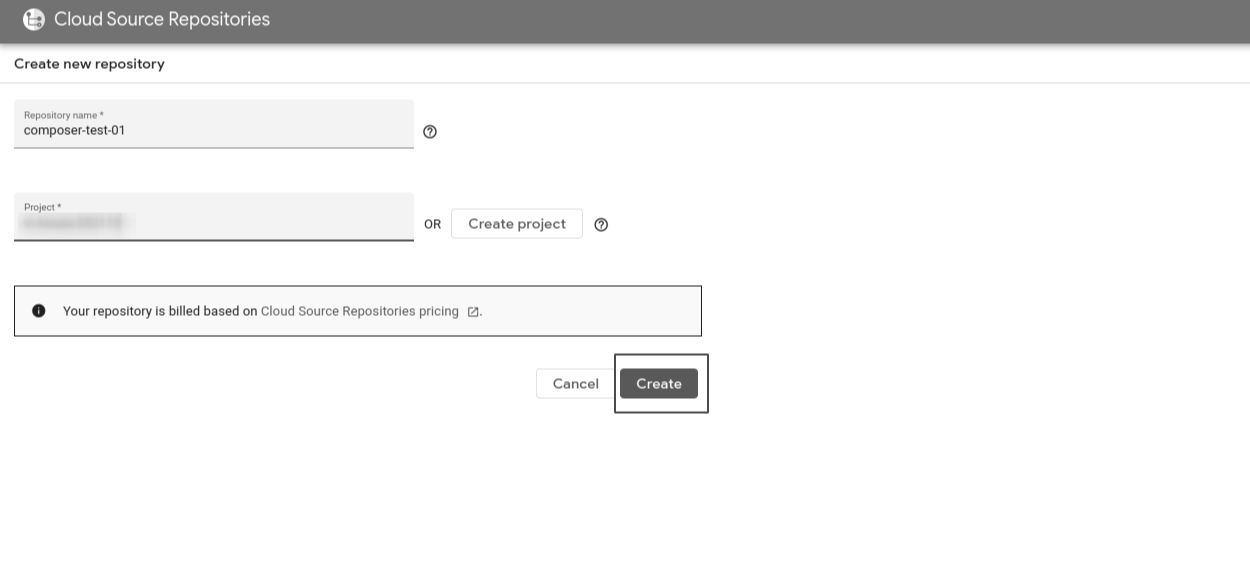 Cloud Source Repositories
Create new repository
Repository name *
composer-test-01
Project *
OR Create project
Your repository is billed based on Cloud Source Repositories pricing .
Cancel Create